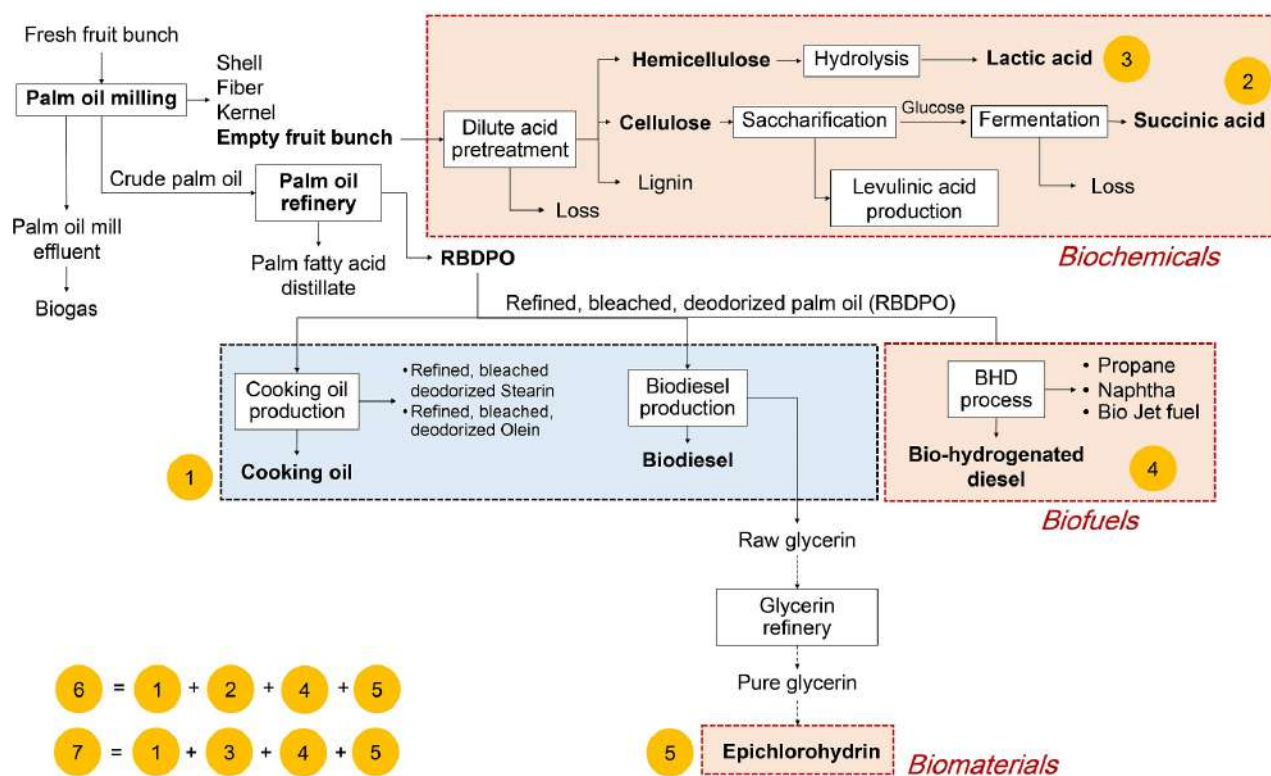 Fresh fruit bunch
Palm oil milling
Shell
Fiber
Kernel
Empty fruit bunch
Hemicellulose
Hydrolysis
Lactic acid
3
2
Dilute acid
pretreatment
Cellulose
Saccharification
Glucose
Fermentation
Succinic acid
Lignin
Loss
Levulinic acid
production
Loss
Biochemicals
Crude palm oil
Palm oil
refinery
Palm oil mill
effluent
Biogas
Palm fatty acid
distillate
RBDPO
Refined, bleached, deodorized palm oil (RBDPO)
Cooking oil
production
• Refined, bleached
deodorized Stearin
• Refined, bleached,
deodorized Olein
Cooking oil
1
Biodiesel
production
Biodiesel
BHD
process
• Propane
• Naphtha
• Bio Jet fuel
Bio-hydrogenated
diesel
4
Biofuels
Raw glycerin
Glycerin
refinery
Pure glycerin
5
Epichlorohydrin
Biomaterials
6 = 1 + 2 + 4 + 5
7 = 1 + 3 + 4 + 5